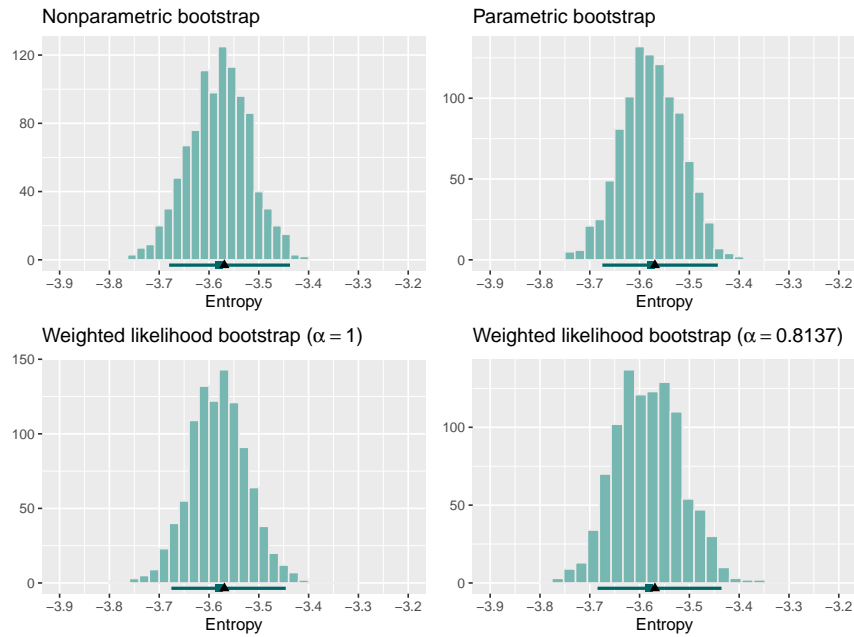 Nonparametric bootstrap
120
80
40
0
−3.9 −3.8 −3.7 −3.6 −3.5 −3.4 −3.3 −3.2
Entropy
Parametric bootstrap
100
50
0
−3.9 −3.8 −3.7 −3.6 −3.5 −3.4 −3.3 −3.2
Entropy
Weighted likelihood bootstrap (α = 1)
150
100
50
0
−3.9 −3.8 −3.7 −3.6 −3.5 −3.4 −3.3 −3.2
Entropy
Weighted likelihood bootstrap (α = 0.8137)
100
50
0
−3.9 −3.8 −3.7 −3.6 −3.5 −3.4 −3.3 −3.2
Entropy